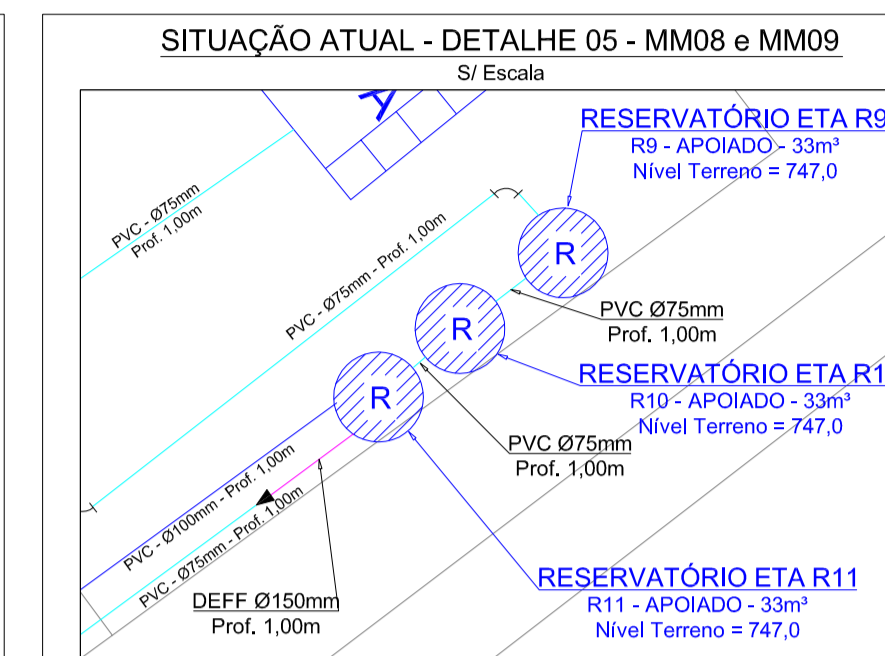 SITUAÇÃO ATUAL - DETALHE 05 - MM08 e MM09
S/ Escala
A
RESERVATÓRIO ETA R9
R9 - APOIADO - 33m³
Nível Terreno = 747,0
PVC - Ø75mm
Prof. 1,00m
PVC - Ø75mm - Prof. 1,00m
R
PVC Ø75mm
Prof. 1,00m
R
RESERVATÓRIO ETA R1
R10 - APOIADO - 33m³
Nível Terreno = 747,0
R
PVC Ø75mm
Prof. 1,00m
PVC - Ø100mm - Prof. 1,00m
PVC - Ø75mm - Prof. 1,00m
DEFF Ø150mm
Prof. 1,00m
RESERVATÓRIO ETA R11
R11 - APOIADO - 33m³
Nível Terreno = 747,0